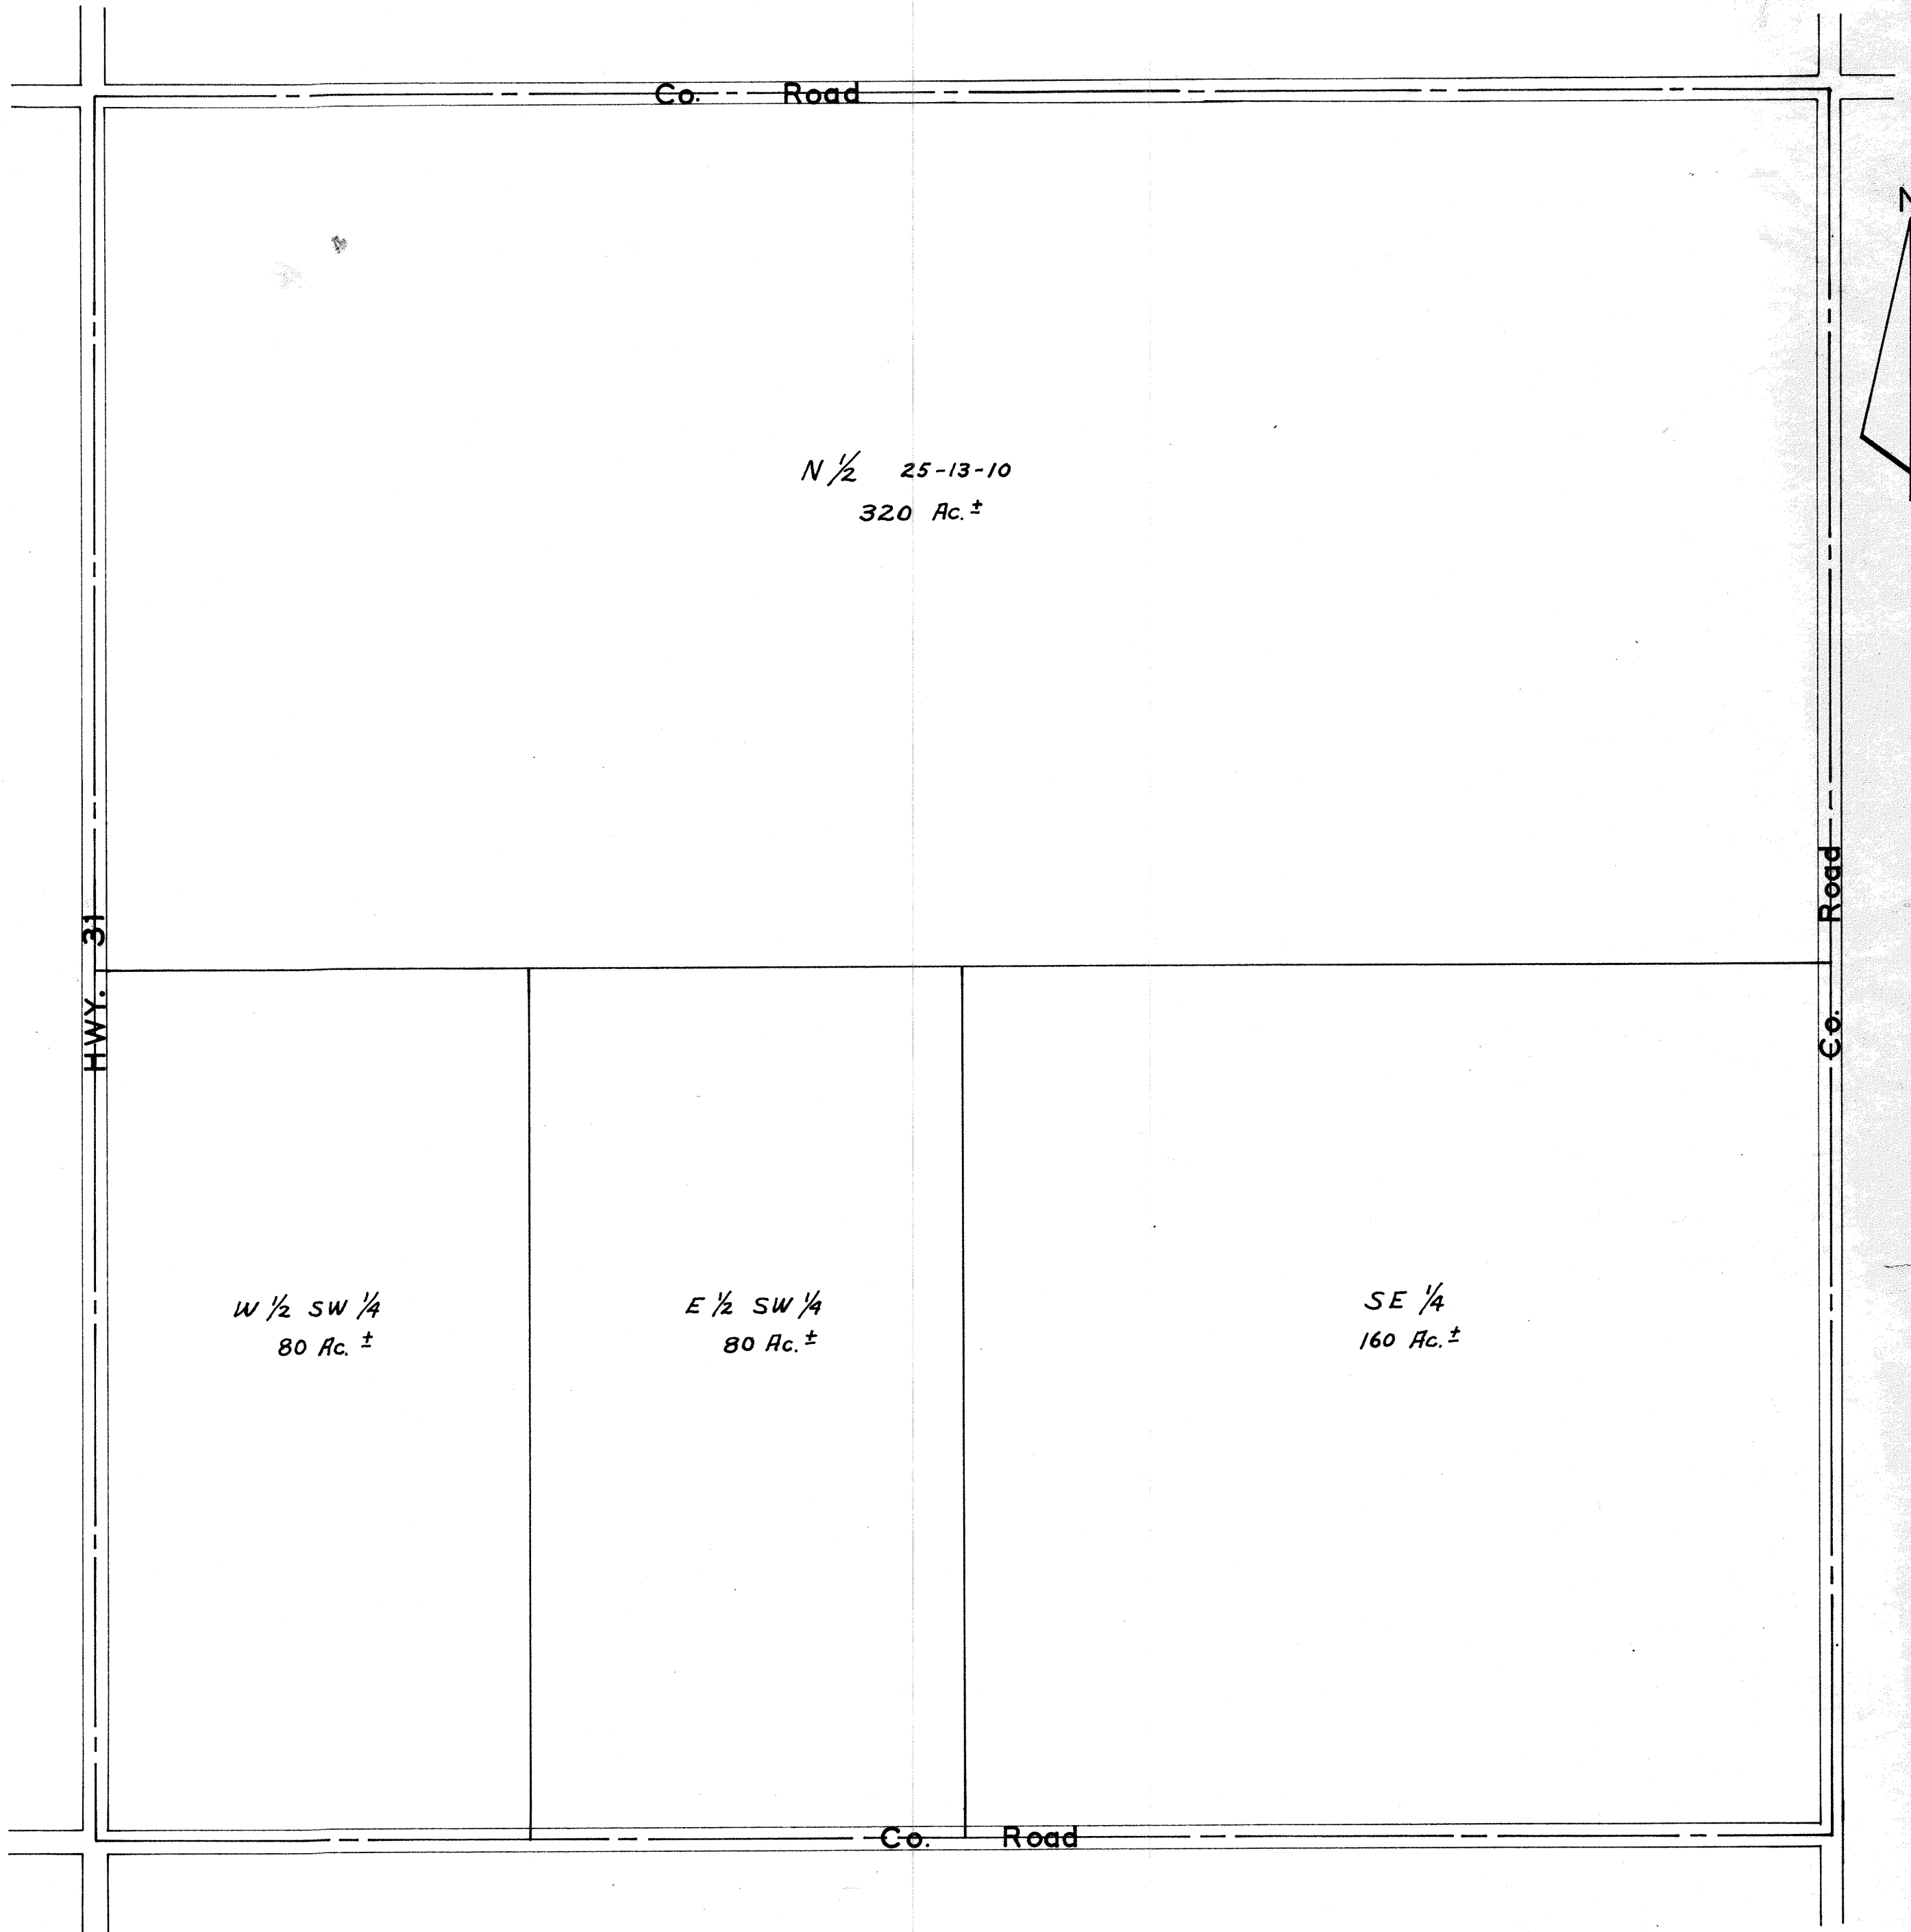 Co. Road
N
N 1/2 25-13-10
320 Ac. ±
HWY. 31
Co. Road
W 1/2 SW 1/4
80 Ac. ±
E 1/2 SW 1/4
80 Ac. ±
SE 1/4
160 Ac. ±
Co. Road